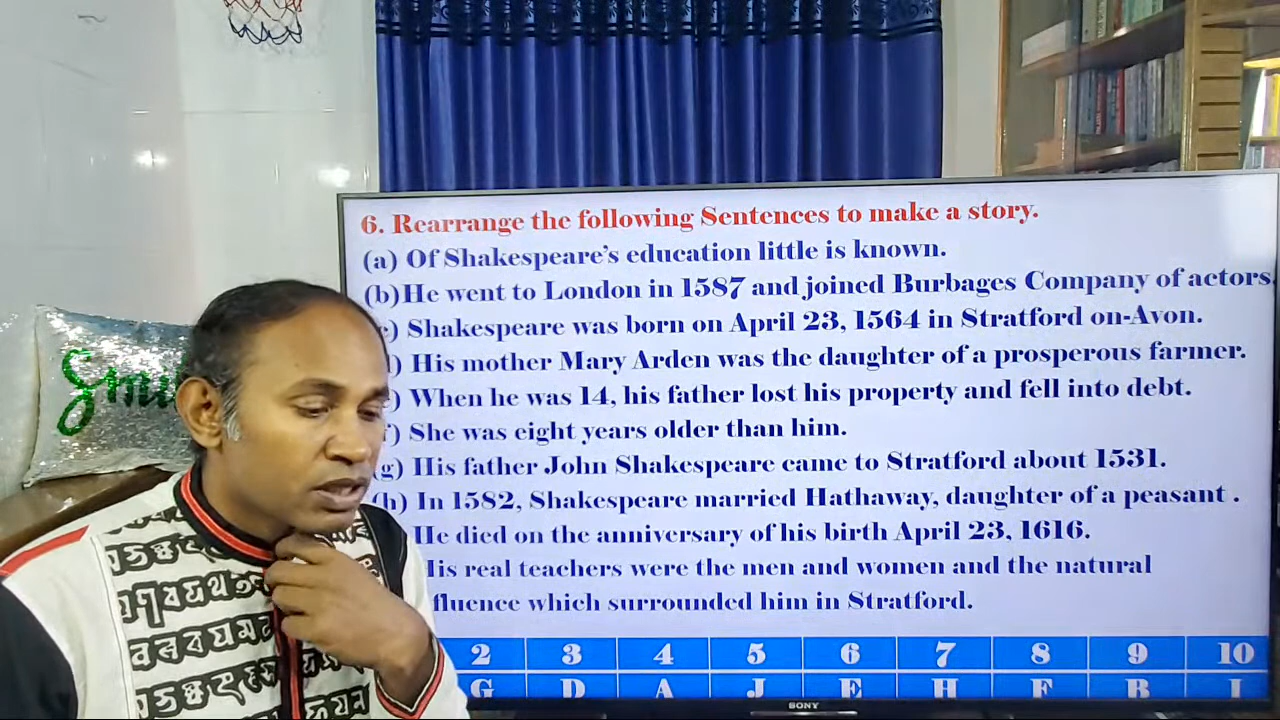 6. Rearrange the following Sentences to make a story.
(a) Of Shakespeare's education little is known.
(b)He went to London in 1587 and joined Burbages Company of actors.
) Shakespeare was born on April 23, 1564 in Stratford on-Avon.
) His mother Mary Arden was the daughter of a prosperous farmer.
) When he was 14, his father lost his property and fell into debt.
) She was eight years older than him.
(g) His father John Shakespeare came to Stratford about 1531.
(h) In 1582, Shakespeare married Hathaway, daughter of a peasant .
He died on the anniversary of his birth April 23, 1616.
His real teachers were the men and women and the natural
fluence which surrounded him in Stratford.
2 3 4 5 6 7 8 9 10
G D A J E H F B I
SONY